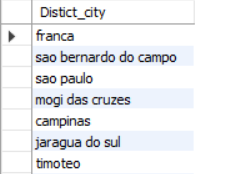 Distict_city
franca
sao bernardo do campo
sao paulo
mogi das cruzes
campinas
jaragua do sul
timoteo